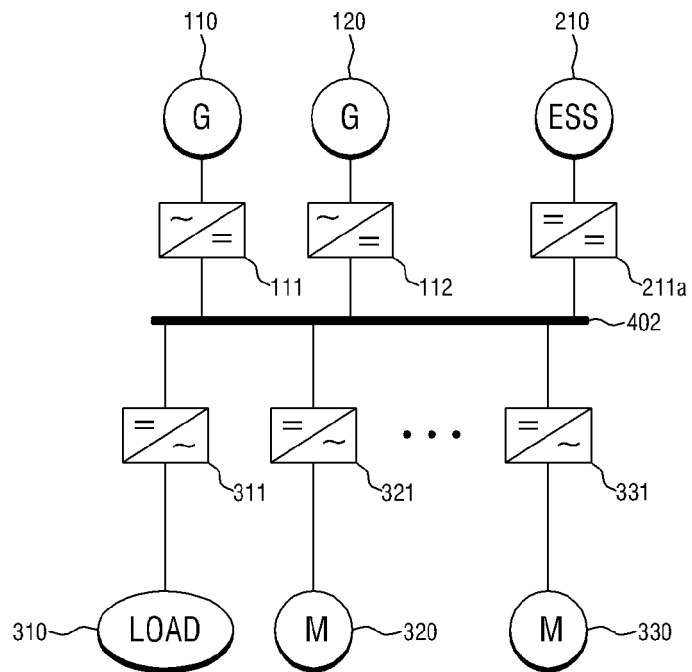 110 120 210
G G ESS
~ = ~ = = =
111 112 211a
402
= ~ = ~ • • • = ~
311 321 331
310 LOAD M 320 M 330